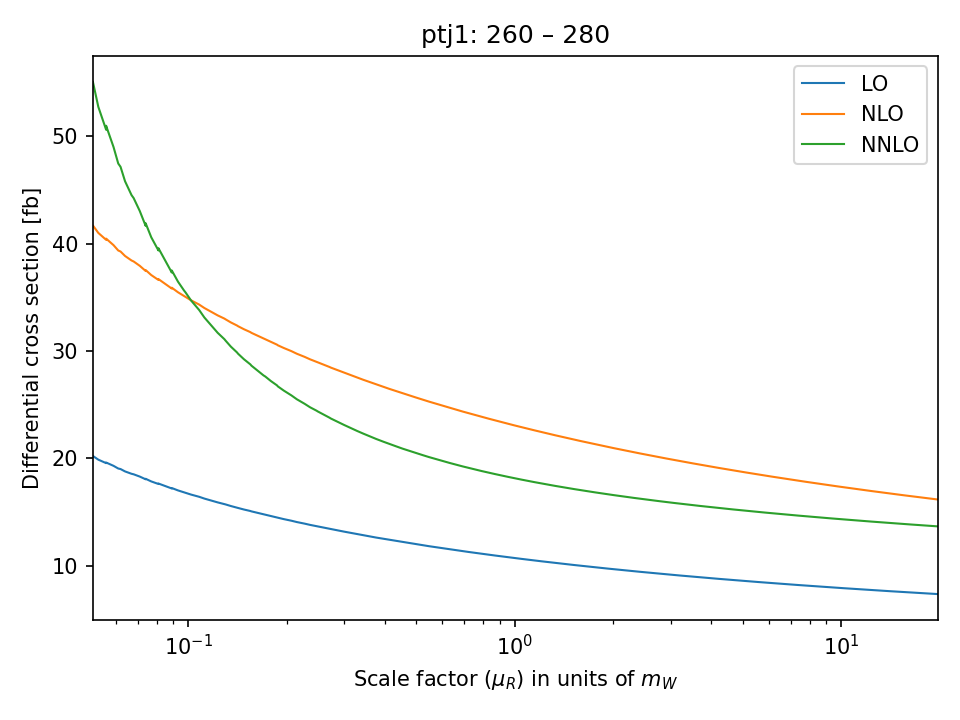 ptj1: 260 – 280
LO
NLO
NNLO
50
40
30
20
10
Differential cross section [fb]
10⁻¹
10⁰
10¹
Scale factor (μ_R) in units of m_W